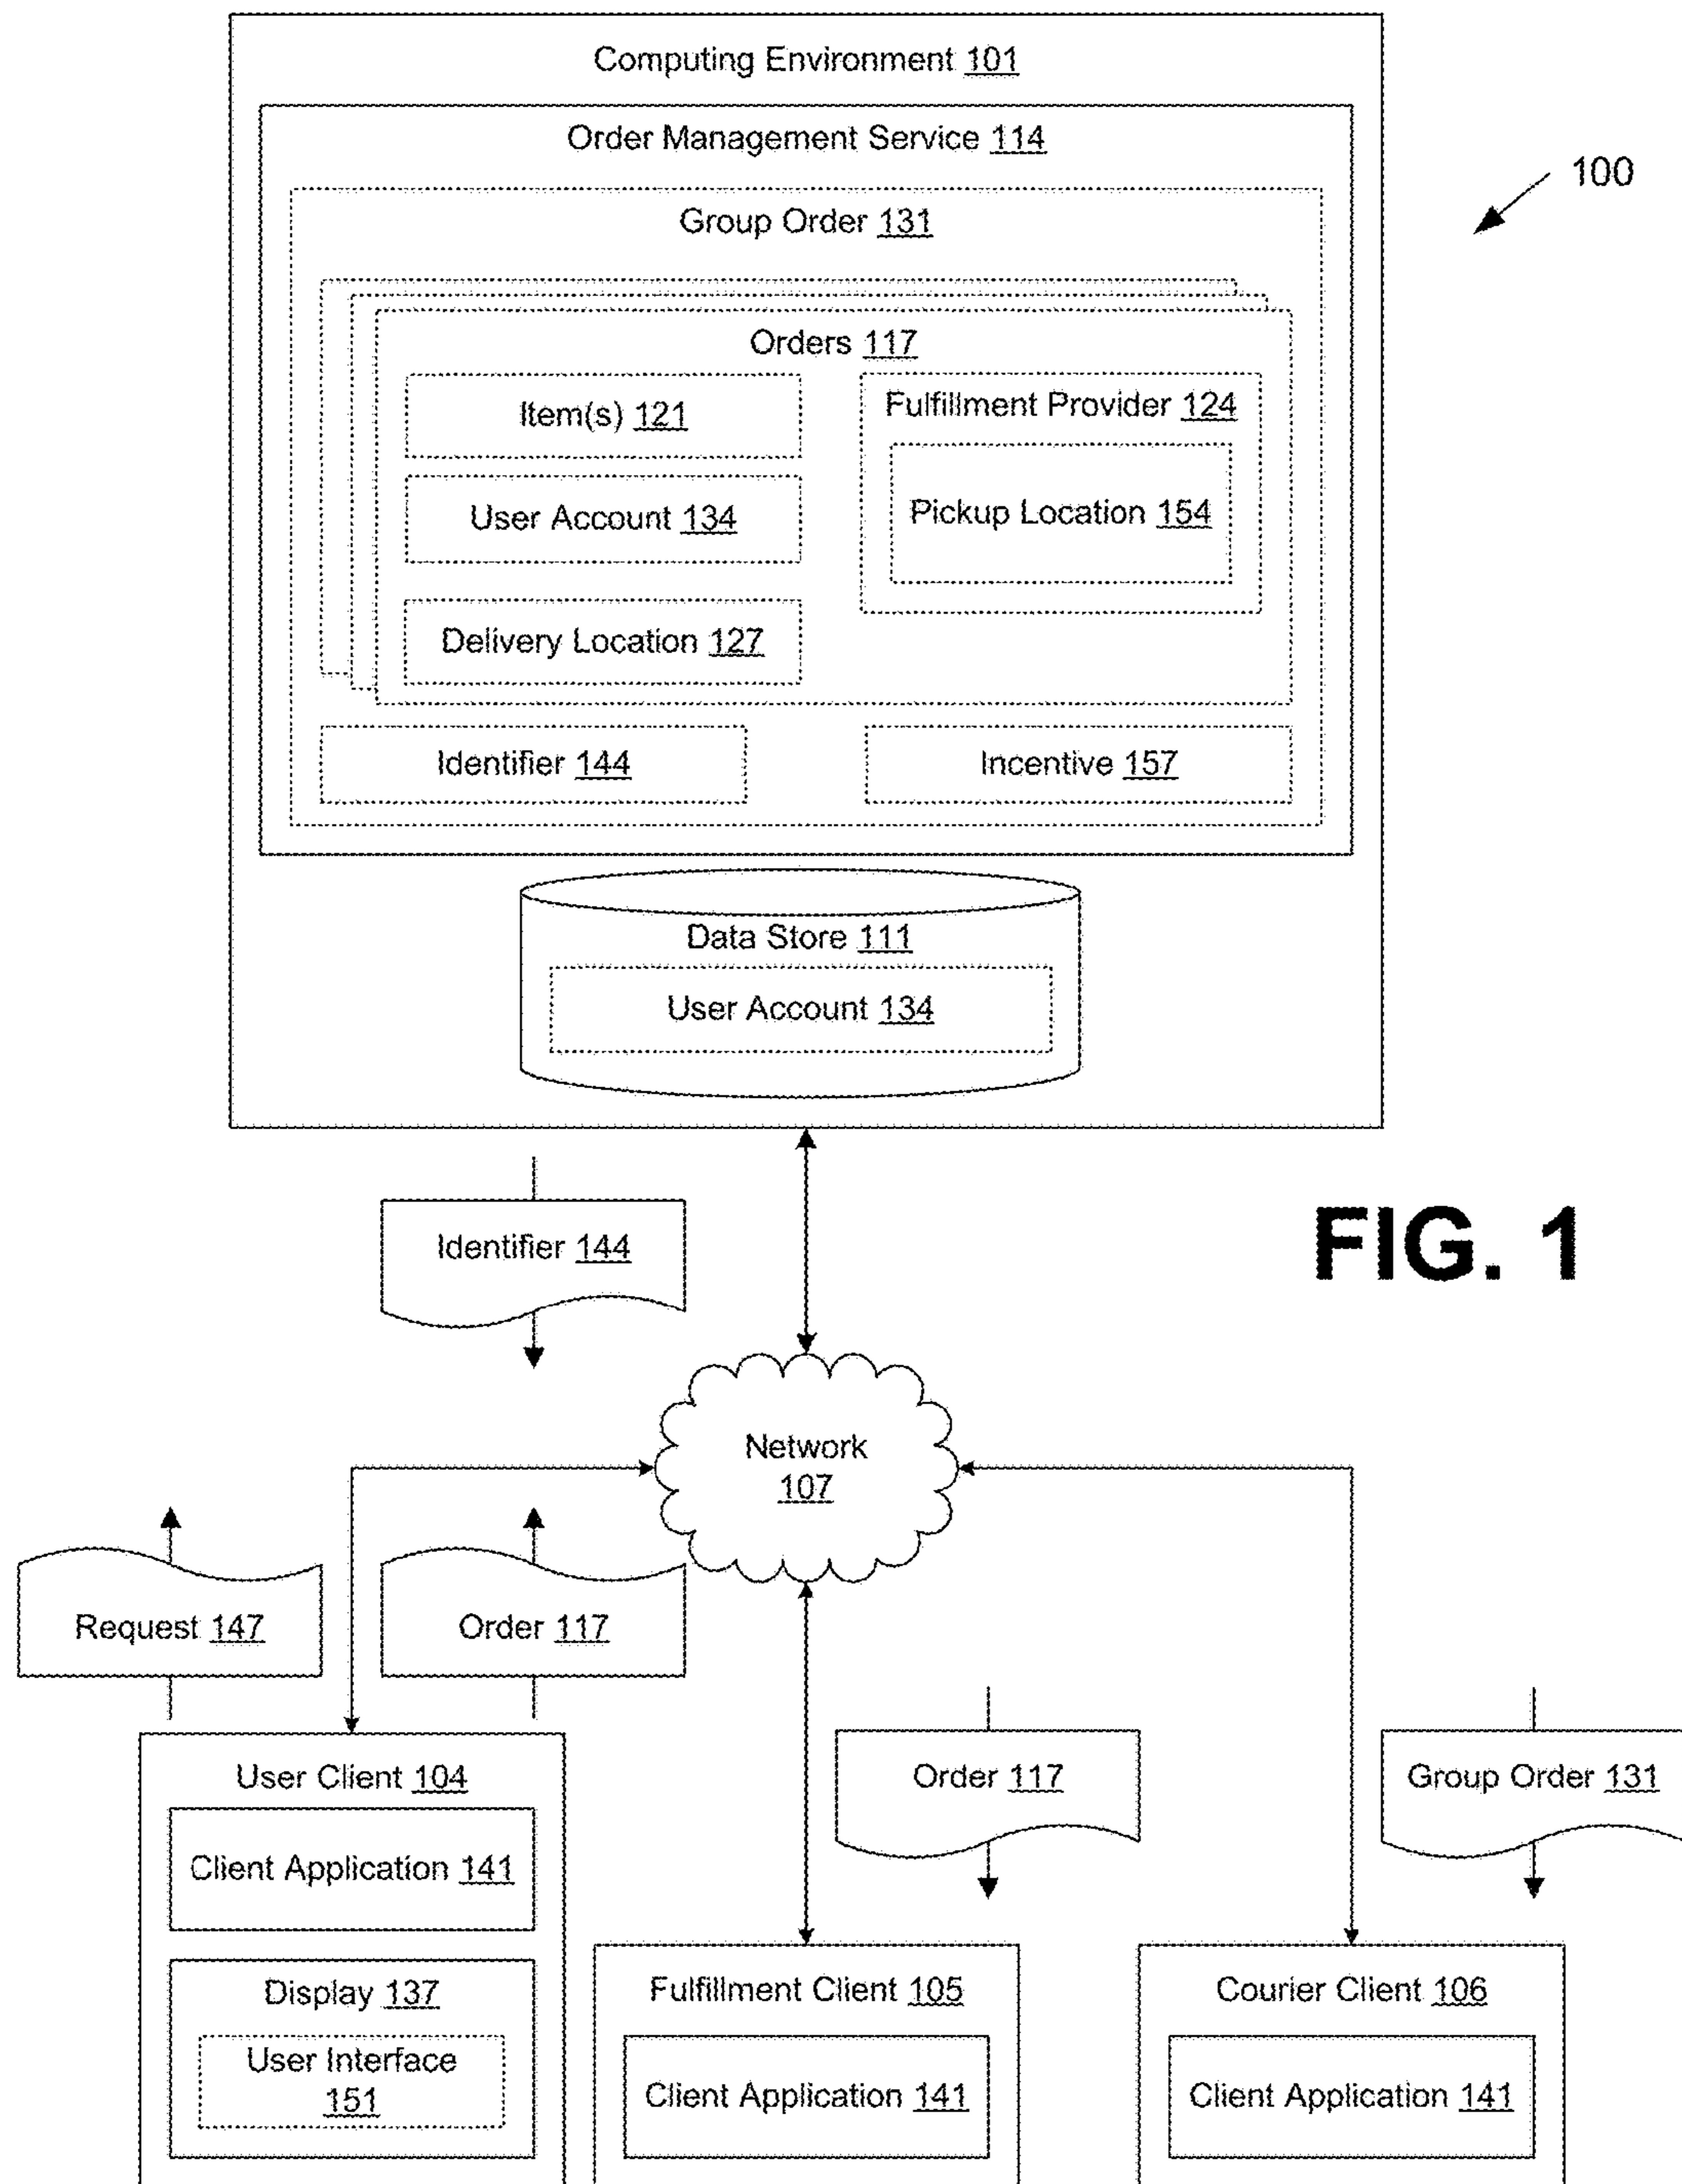 Computing Environment 101
Order Management Service 114
100
Group Order 131
Orders 117
Item(s) 121
Fulfillment Provider 124
User Account 134
Pickup Location 154
Delivery Location 127
Identifier 144
Incentive 157
Data Store 111
User Account 134
Identifier 144
FIG. 1
Network
107
Request 147
Order 117
User Client 104
Client Application 141
Display 137
User Interface
151
Order 117
Group Order 131
Fulfillment Client 105
Client Application 141
Courier Client 106
Client Application 141